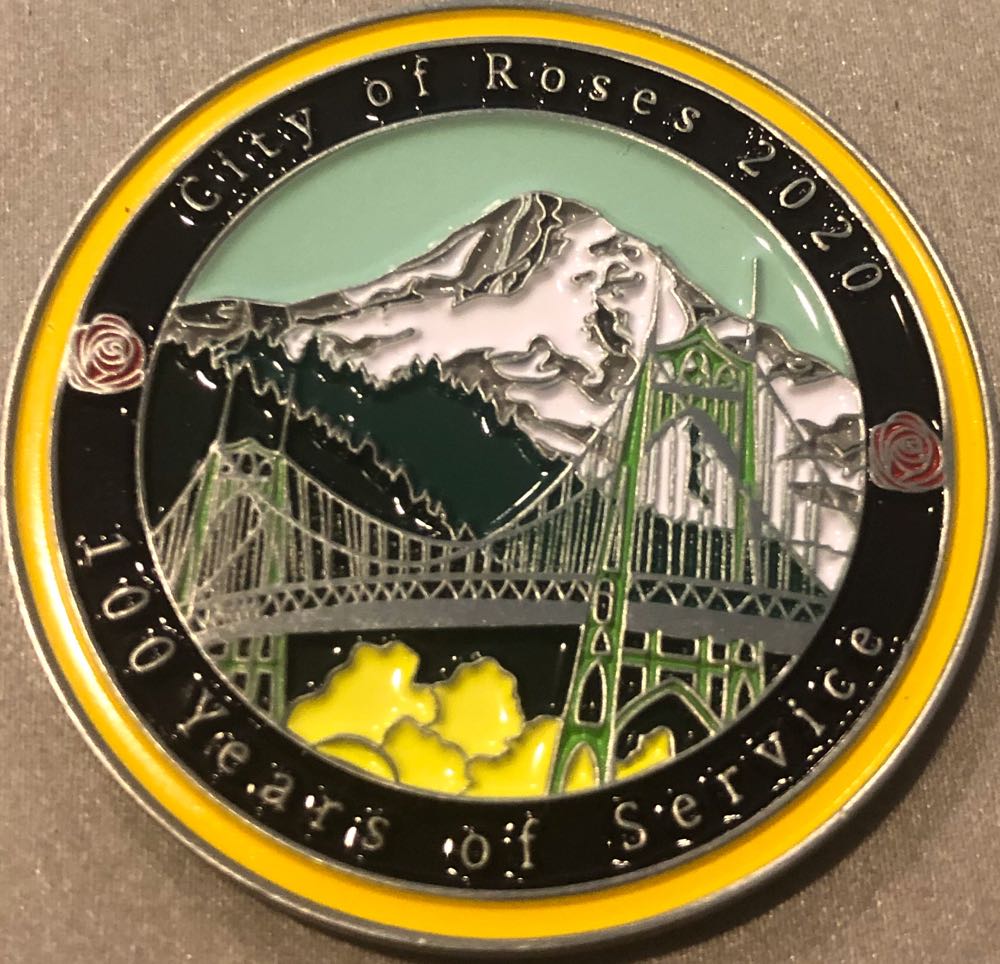 City of Roses 2020
100 Years of Service